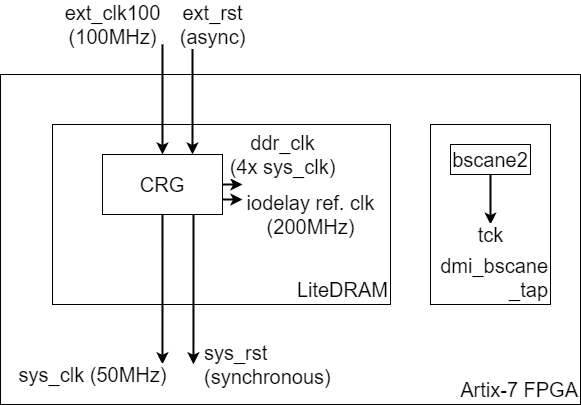 ext_clk100
(100MHz)
ext_rst
(async)
ddr_clk
(4x sys_clk)
CRG
iodelay ref. clk
(200MHz)
LiteDRAM
bscane2
tck
dmi_bscane
_tap
sys_clk (50MHz)
sys_rst
(synchronous)
Artix-7 FPGA